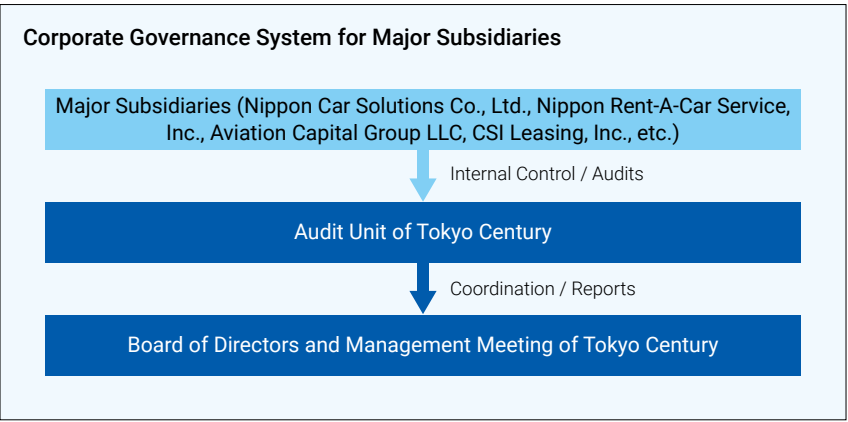 Corporate Governance System for Major Subsidiaries
Major Subsidiaries (Nippon Car Solutions Co., Ltd., Nippon Rent-A-Car Service,
Inc., Aviation Capital Group LLC, CSI Leasing, Inc., etc.)
Internal Control / Audits
Audit Unit of Tokyo Century
Coordination / Reports
Board of Directors and Management Meeting of Tokyo Century